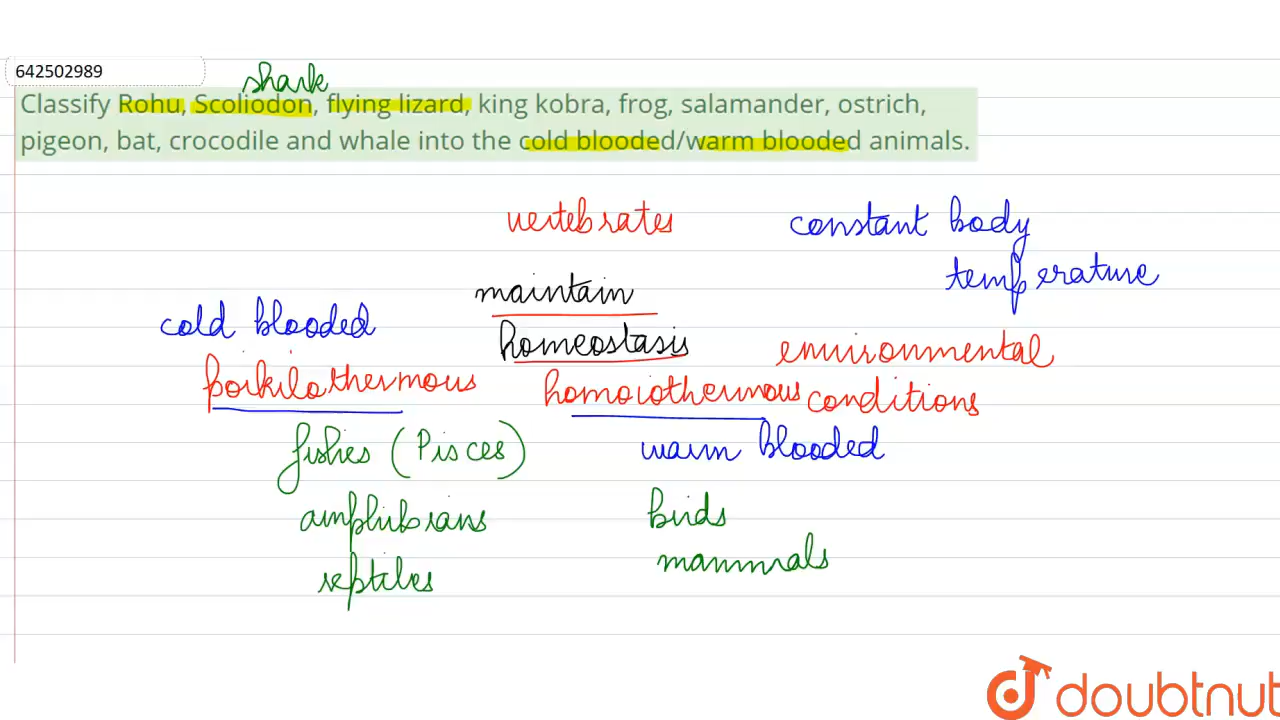 642502989
shark
Classify Rohu, Scoliodon, flying lizard, king kobra, frog, salamander, ostrich,
pigeon, bat, crocodile and whale into the cold blooded/warm blooded animals.
vertebrates
constant body
temperature
maintain
homeostasis
cold blooded
poikilothermous
homoiothermous
environmental
conditions
fishies (Pisces)
warm blooded
amphibians
birds
reptiles
mammals
doubtnut